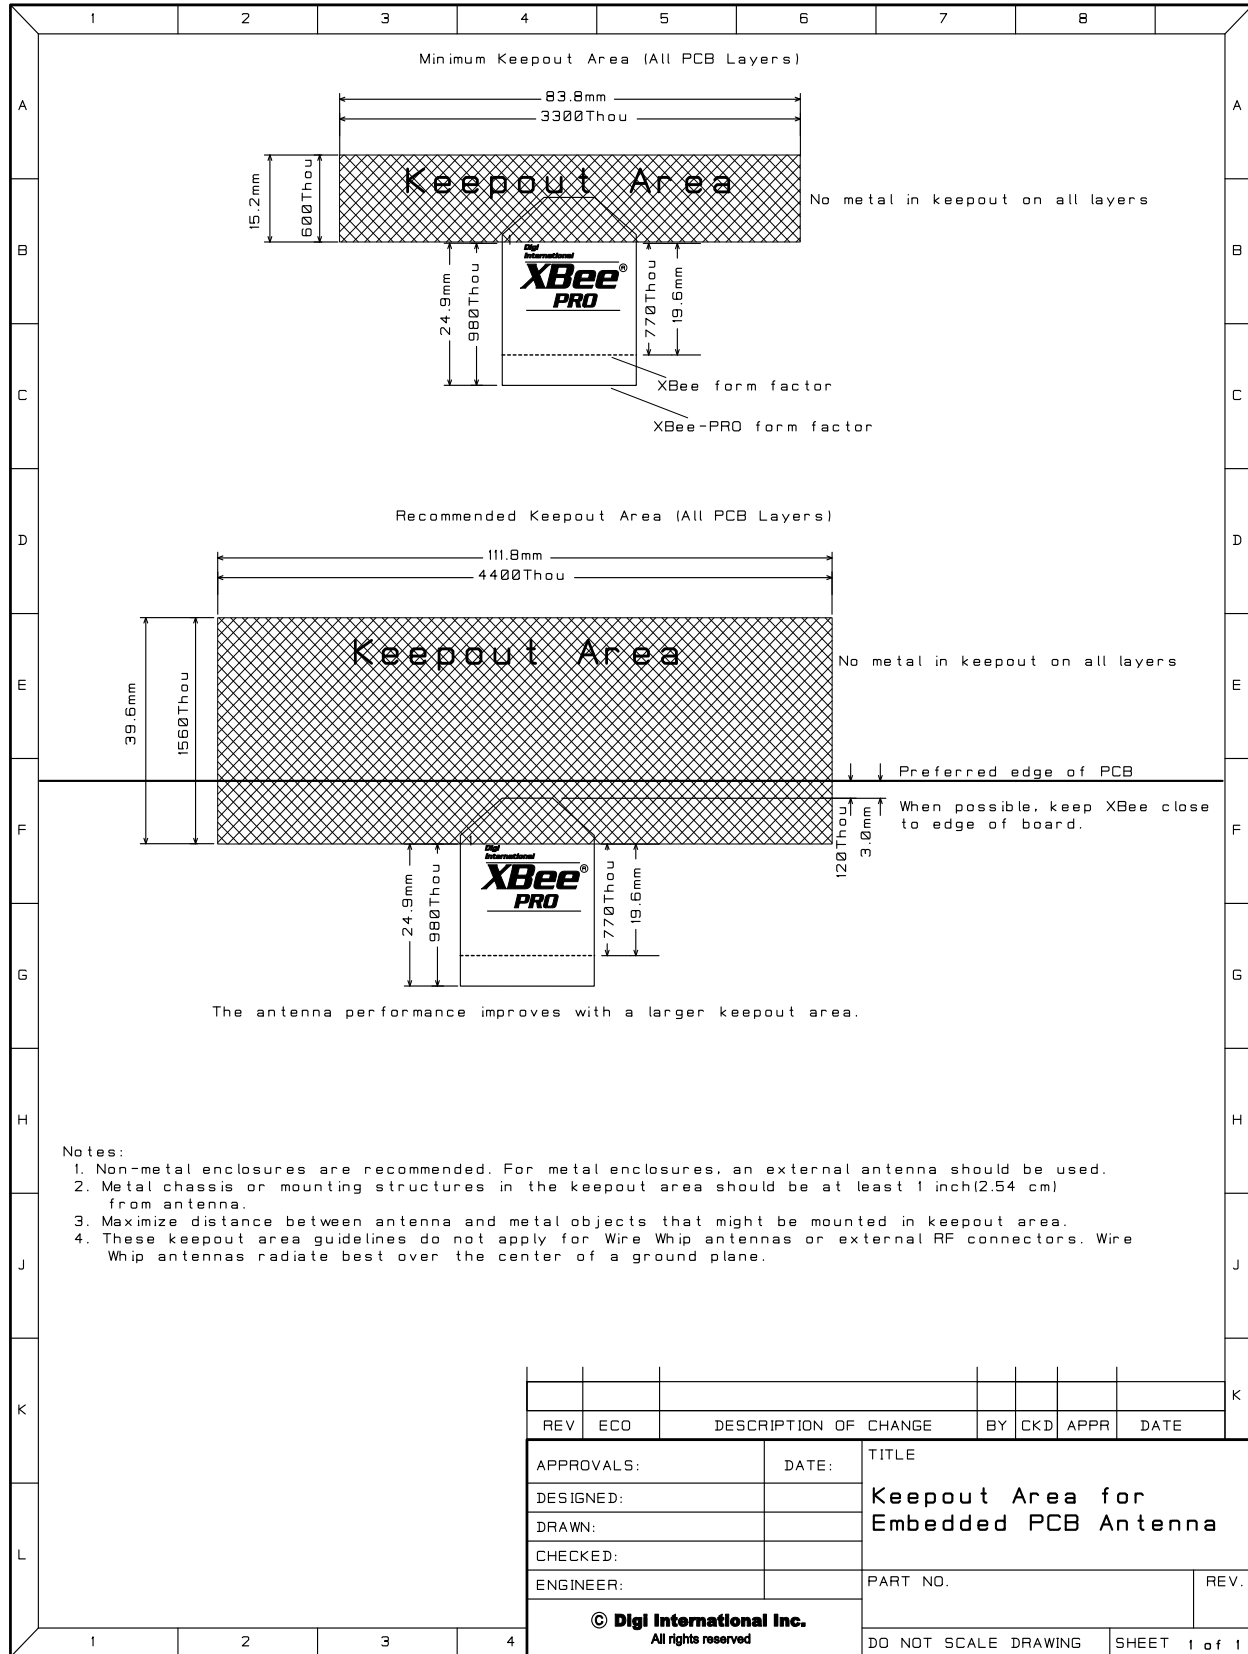 1 2 3 4 5 6 7 8
Minimum Keepout Area (All PCB Layers)
A
A
83.8mm
3300Thou
Keepout Area
15.2mm
600Thou
No metal in keepout on all layers
B
B
1
Digi
International
XBee®
PRO
24.9mm
980Thou
770Thou
19.6mm
XBee form factor
C
C
XBee-PRO form factor
Recommended Keepout Area (All PCB Layers)
D
D
111.8mm
4400Thou
Keepout Area
No metal in keepout on all layers
E
E
39.6mm
1560Thou
Preferred edge of PCB
When possible, keep XBee close
to edge of board.
120Thou
3.0mm
F
F
1
Digi
International
XBee®
PRO
24.9mm
980Thou
770Thou
19.6mm
G
G
The antenna performance improves with a larger keepout area.
H
H
Notes:
1. Non-metal enclosures are recommended. For metal enclosures, an external antenna should be used.
2. Metal chassis or mounting structures in the keepout area should be at least 1 inch(2.54 cm)
from antenna.
3. Maximize distance between antenna and metal objects that might be mounted in keepout area.
4. These keepout area guidelines do not apply for Wire Whip antennas or external RF connectors. Wire
Whip antennas radiate best over the center of a ground plane.
J
J
K
K
REV ECO DESCRIPTION OF CHANGE BY CKD APPR DATE
APPROVALS: DATE: TITLE
DESIGNED:
DRAWN:
CHECKED:
ENGINEER:
Keepout Area for
Embedded PCB Antenna
L
PART NO. REV.
© Digi International Inc.
All rights reserved
DO NOT SCALE DRAWING SHEET 1 of 1
1 2 3 4